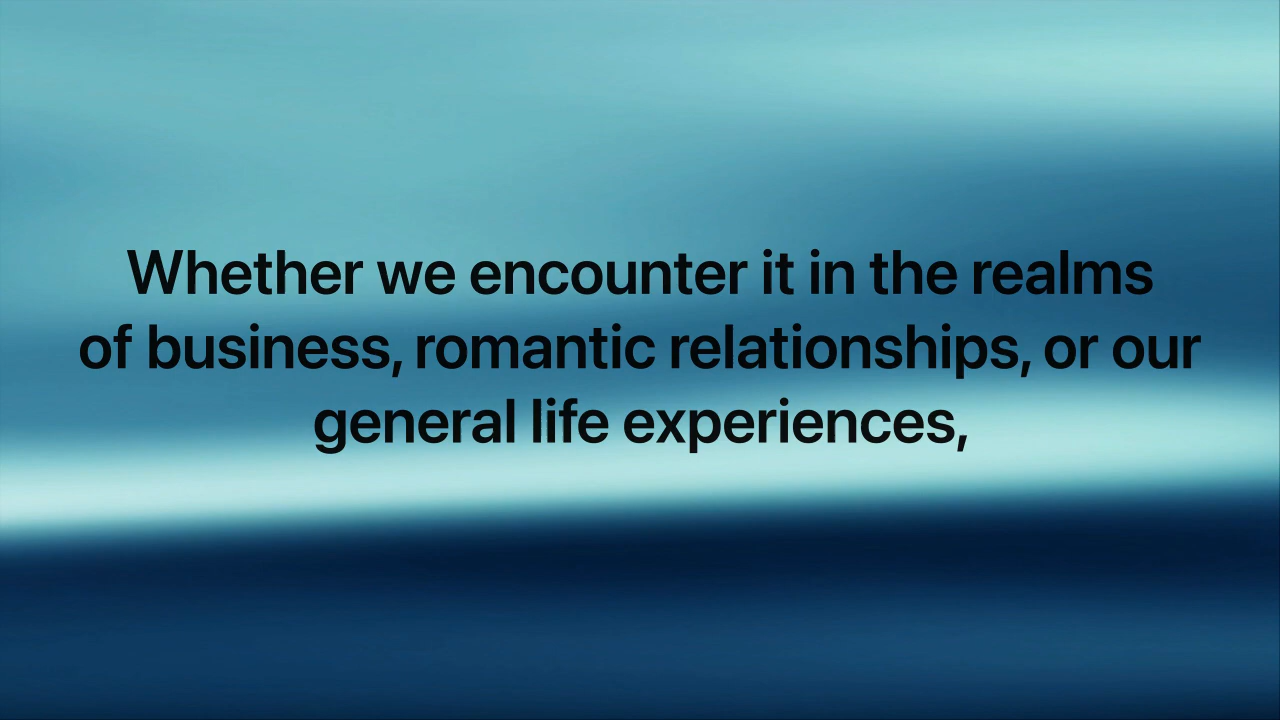 Whether we encounter it in the realms
of business, romantic relationships, or our
general life experiences,